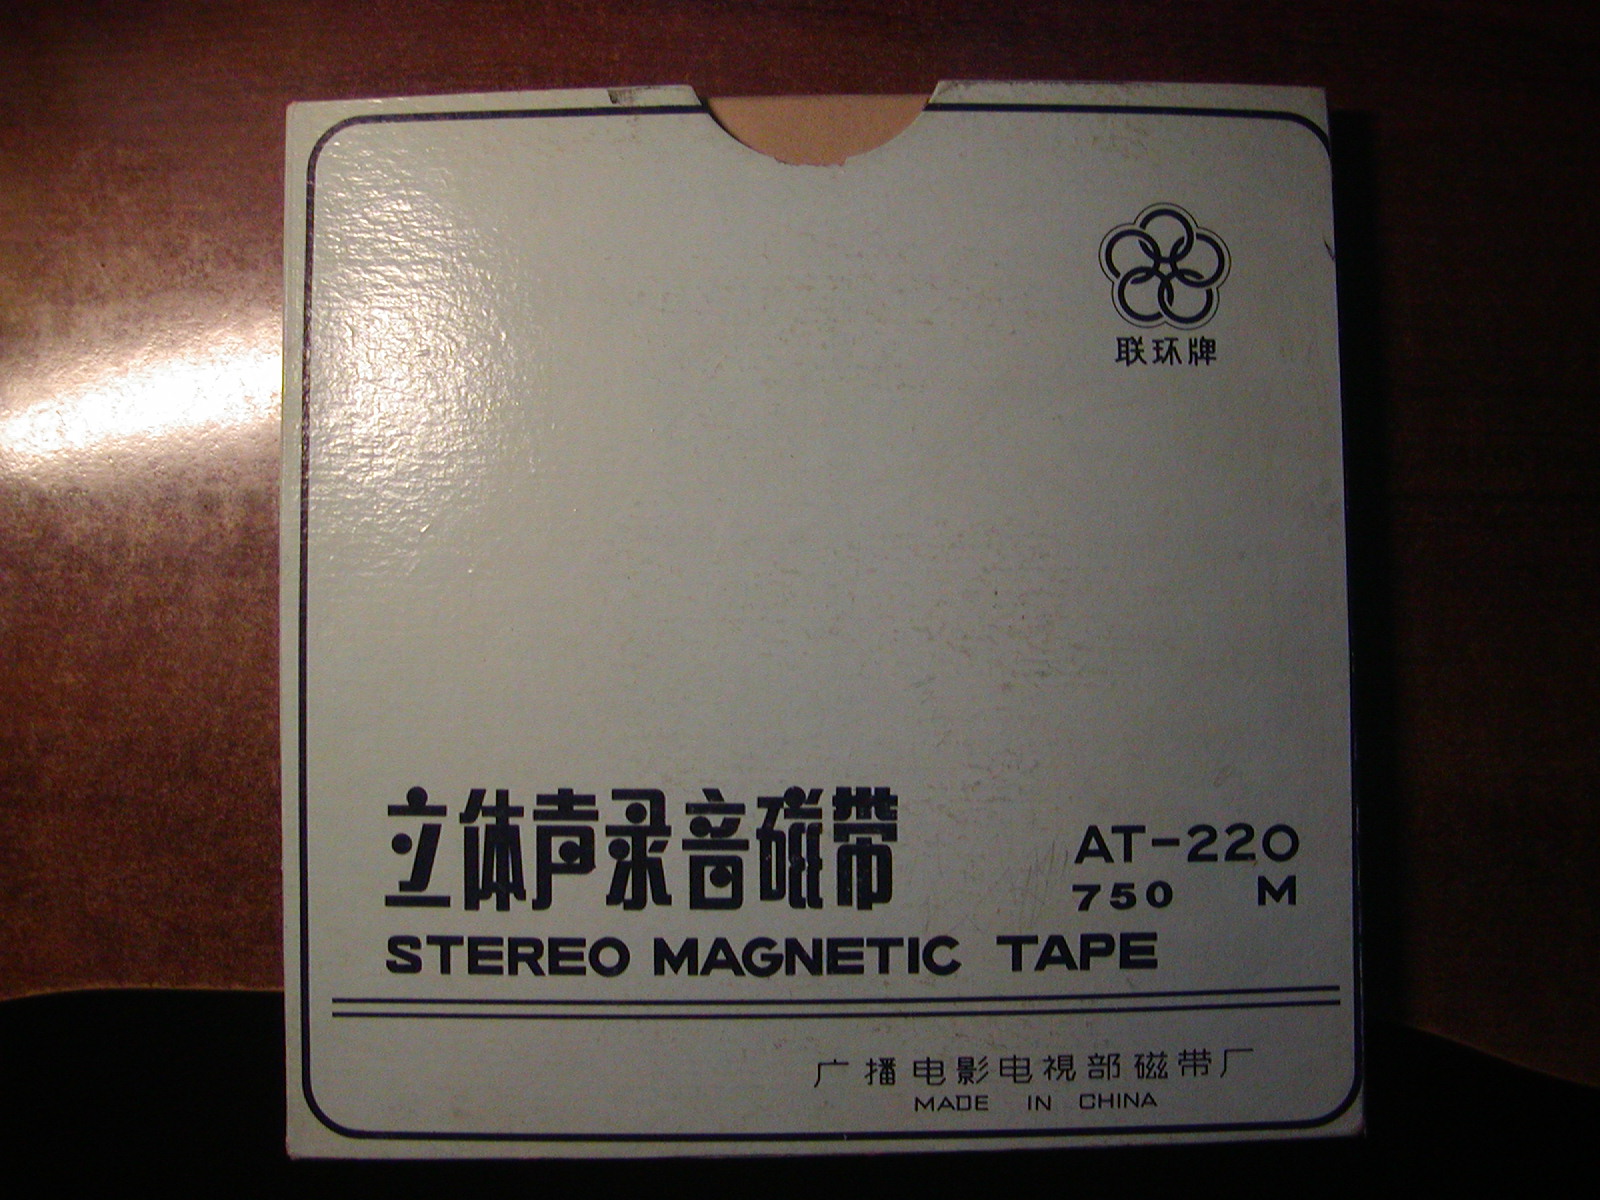 联环牌
立体声录音磁带
AT-220
750 M
STEREO MAGNETIC TAPE
广播电影电視部磁带厂
MADE IN CHINA